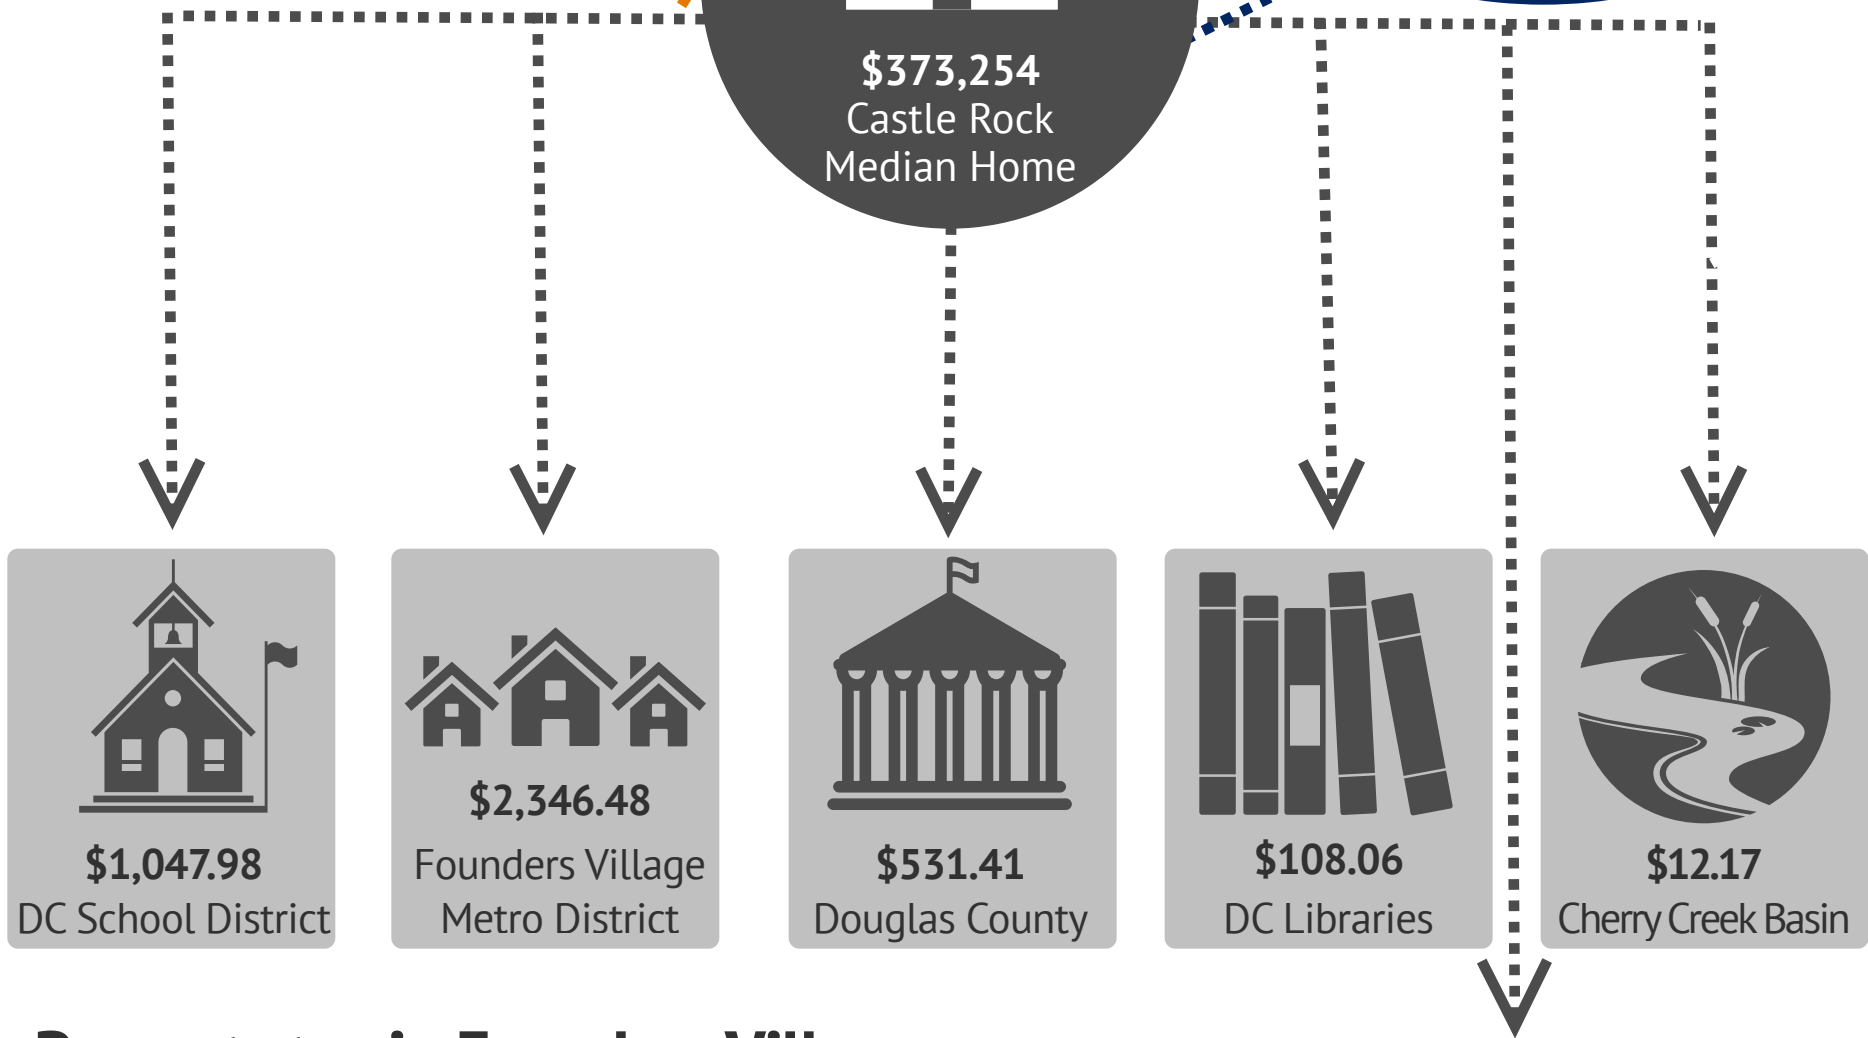 $373,254
Castle Rock
Median Home
$1,047.98
DC School District
$2,346.48
Founders Village
Metro District
$531.41
Douglas County
$108.06
DC Libraries
$12.17
Cherry Creek Basin